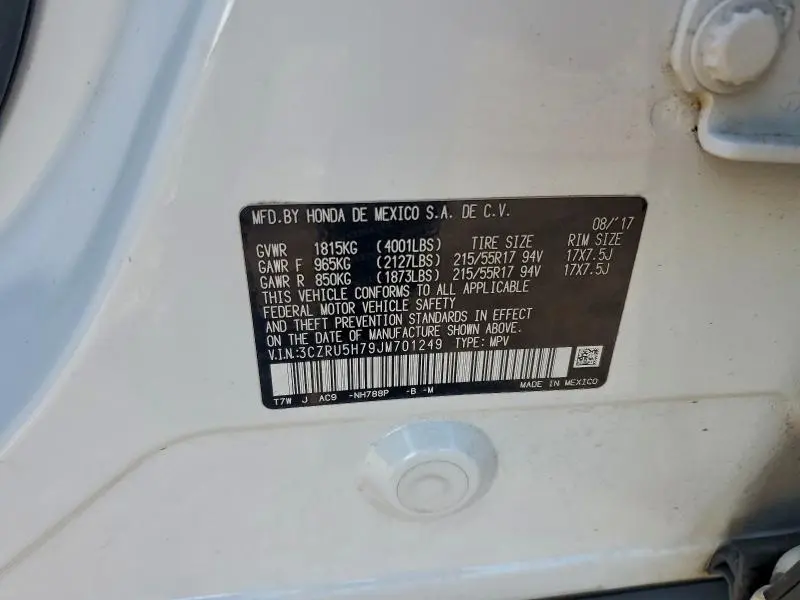 MFD.BY HONDA DE MEXICO S.A. DE C.V.
08/'17
GVWR 1815KG (4001LBS) TIRE SIZE RIM SIZE
GAWR F 965KG (2127LBS) 215/55R17 94V 17X7.5J
GAWR R 850KG (1873LBS) 215/55R17 94V 17X7.5J
THIS VEHICLE CONFORMS TO ALL APPLICABLE
FEDERAL MOTOR VEHICLE SAFETY
AND THEFT PREVENTION STANDARDS IN EFFECT
ON THE DATE OF MANUFACTURE SHOWN ABOVE.
V.I.N:3CZRU5H79JM701249 TYPE: MPV
T7W J AC9 -NH788P -B -M
MADE IN MEXICO